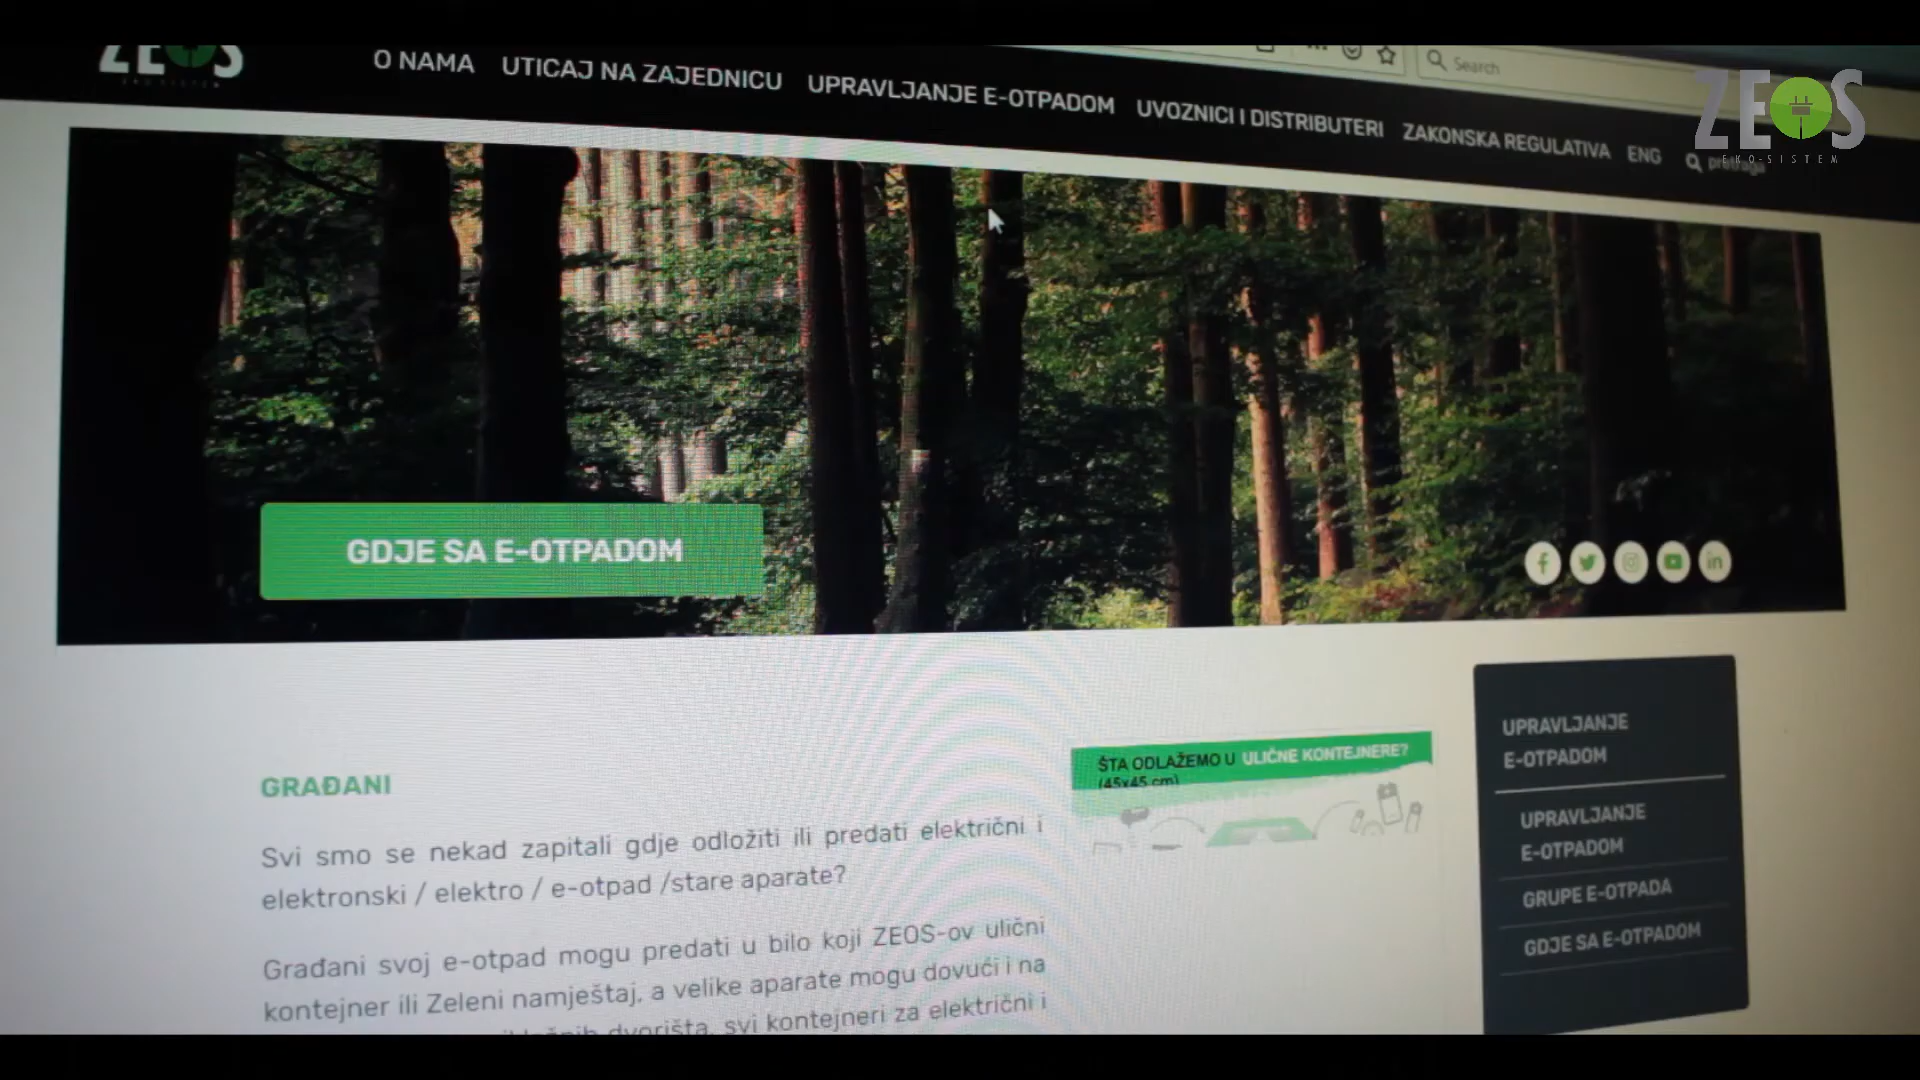 ZEOS
O NAMA
UTICAJ NA ZAJEDNICU
UPRAVLJANJE E-OTPADOM
UVOZNICI I DISTRIBUTERI
ZAKONSKA REGULATIVA
ENG
pretraga
Search
ZEOS
EKO-SISTEM
GDJE SA E-OTPADOM
GRAĐANI
Svi smo se nekad zapitali gdje odložiti ili predati električni i
elektronski / elektro / e-otpad /stare aparate?
Građani svoj e-otpad mogu predati u bilo koji ZEOS-ov ulični
kontejner ili Zeleni namještaj, a velike aparate mogu dovući i na
dvorišta, svi kontejneri za električni i
ŠTA ODLAŽEMO U ULIČNE KONTEJNERE?
(45x45 cm)
UPRAVLJANJE
E-OTPADOM
UPRAVLJANJE
E-OTPADOM
GRUPE E-OTPADA
GDJE SA E-OTPADOM